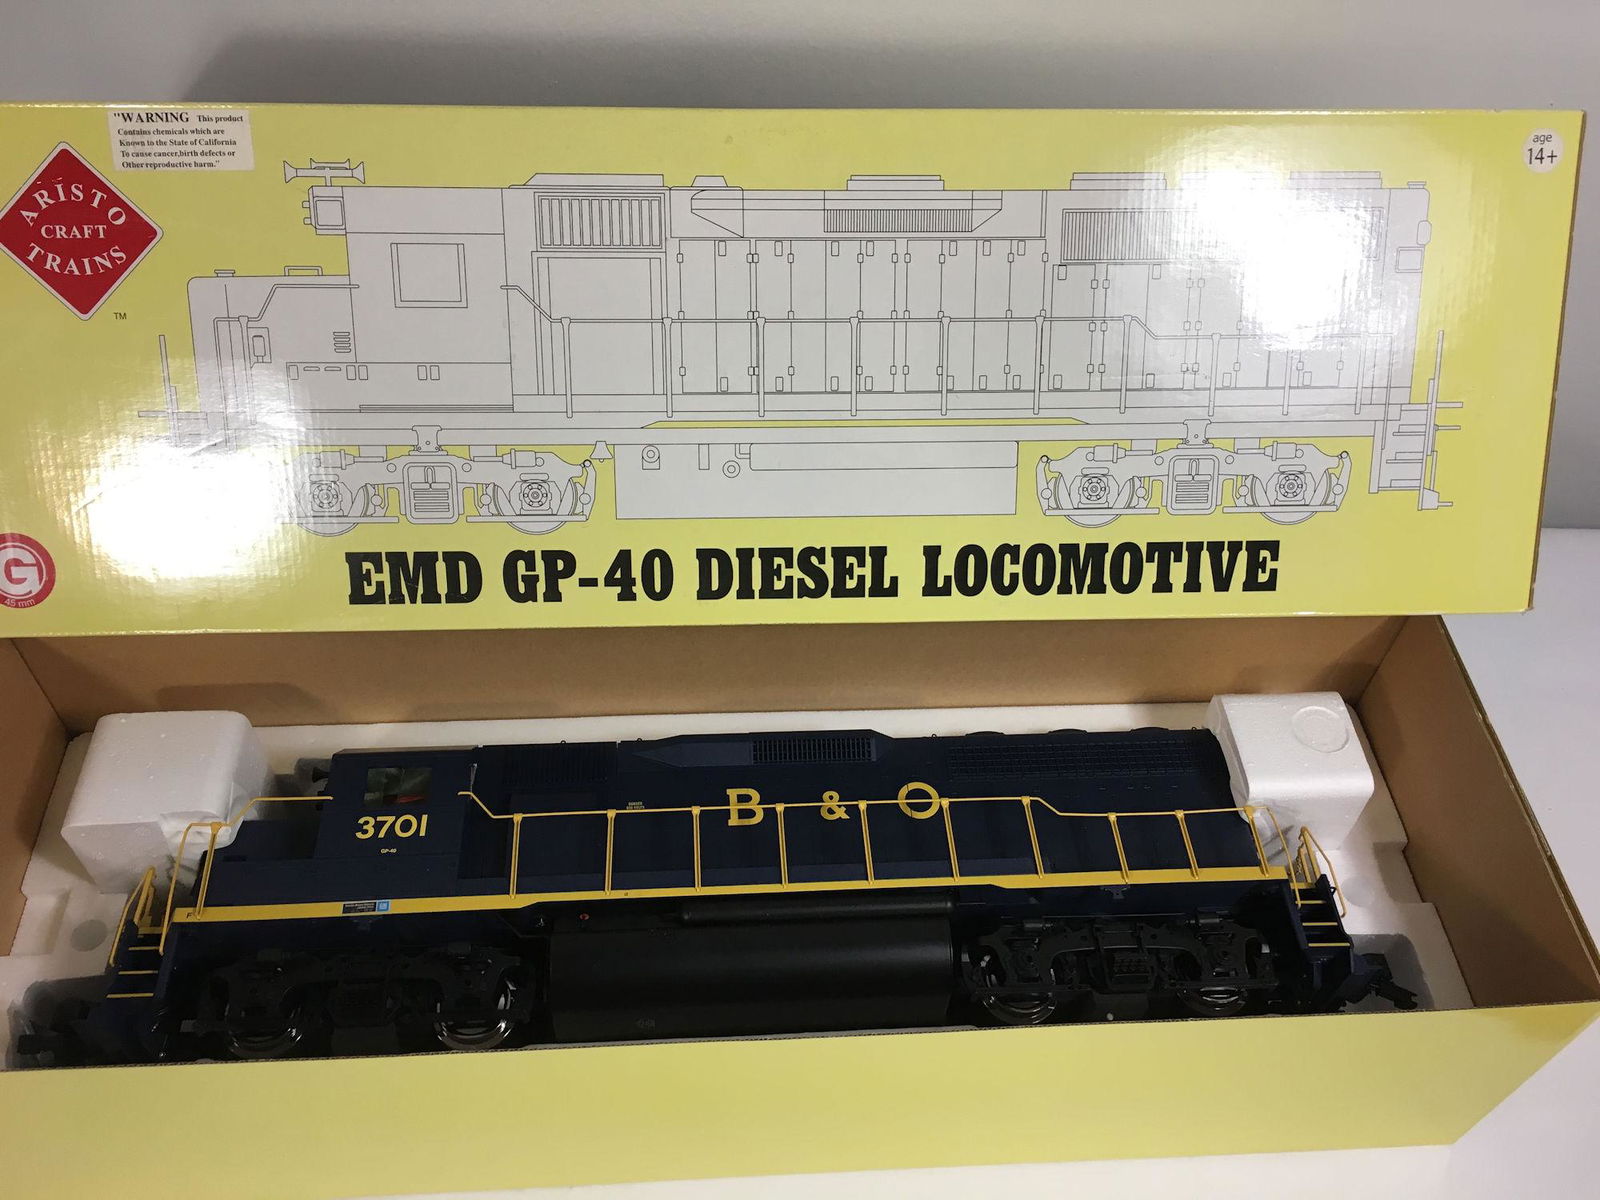 "WARNING This product
Contains chemicals which are
Known to the State of California
To cause cancer,birth defects or
Other reproductive harm."
age
14+
ARISTO
CRAFT
TRAINS
TM
G
45 mm
EMD GP-40 DIESEL LOCOMOTIVE
B & O
3701
GP-40
F